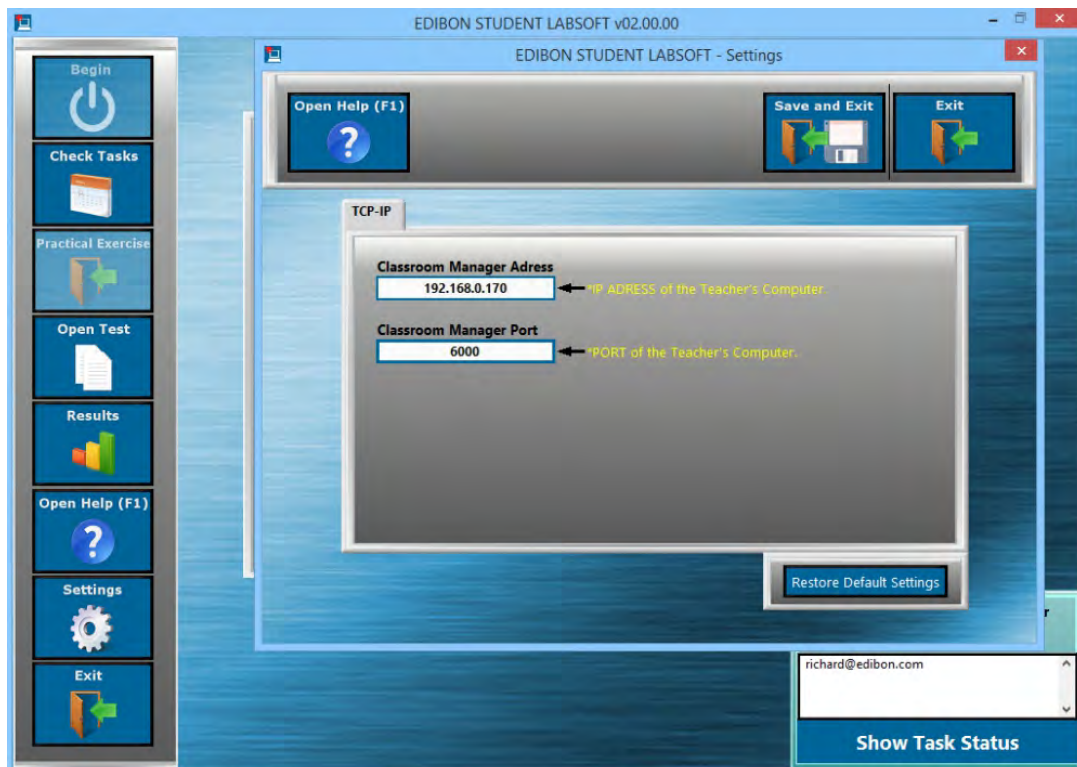 EDIBON STUDENT LABSOFT v02.00.00
EDIBON STUDENT LABSOFT - Settings
Begin
Check Tasks
Practical Exercise
Open Test
Results
Open Help (F1)
Settings
Exit
Open Help (F1)
Save and Exit
Exit
TCP-IP
Classroom Manager Adress
192.168.0.170
*IP ADRESS of the Teacher's Computer.
Classroom Manager Port
6000
*PORT of the Teacher's Computer.
Restore Default Settings
r
richard@edibon.com
Show Task Status